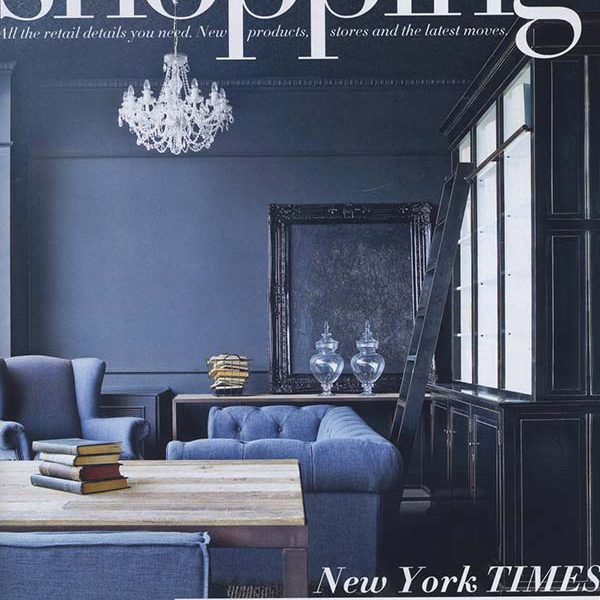 shopping
All the retail details you need. New products, stores and the latest moves.
New York TIMES